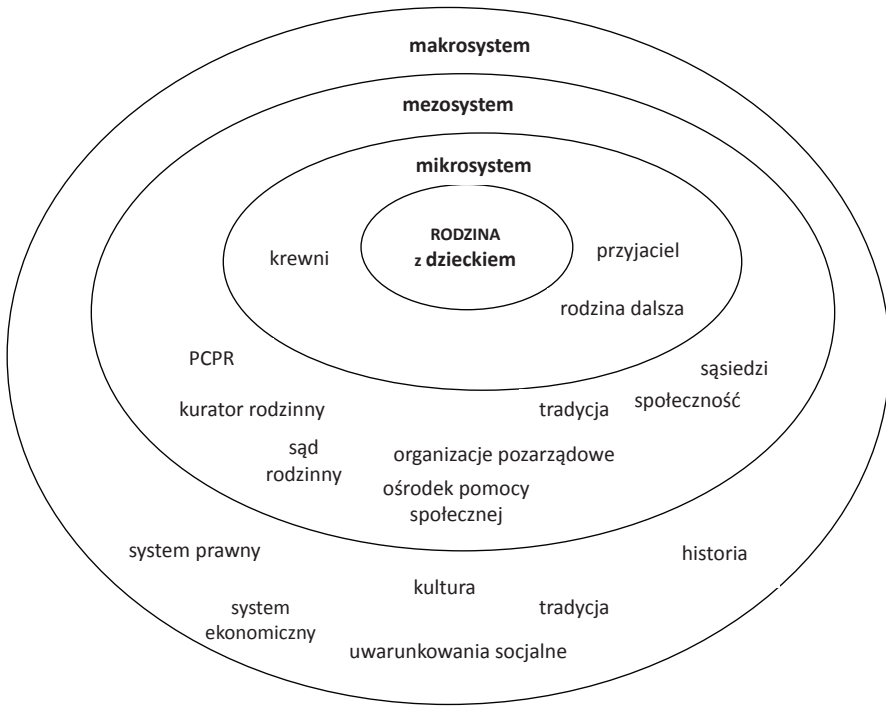 makrosystem
mezosystem
mikrosystem
RODZINA
z dzieckiem
krewni
przyjaciel
rodzina dalsza
PCPR
sąsiedzi
kurator rodzinny
tradycja
społeczność
sąd
rodzinny
organizacje pozarządowe
ośrodek pomocy
społecznej
system prawny
historia
kultura
system
ekonomiczny
tradycja
uwarunkowania socjalne